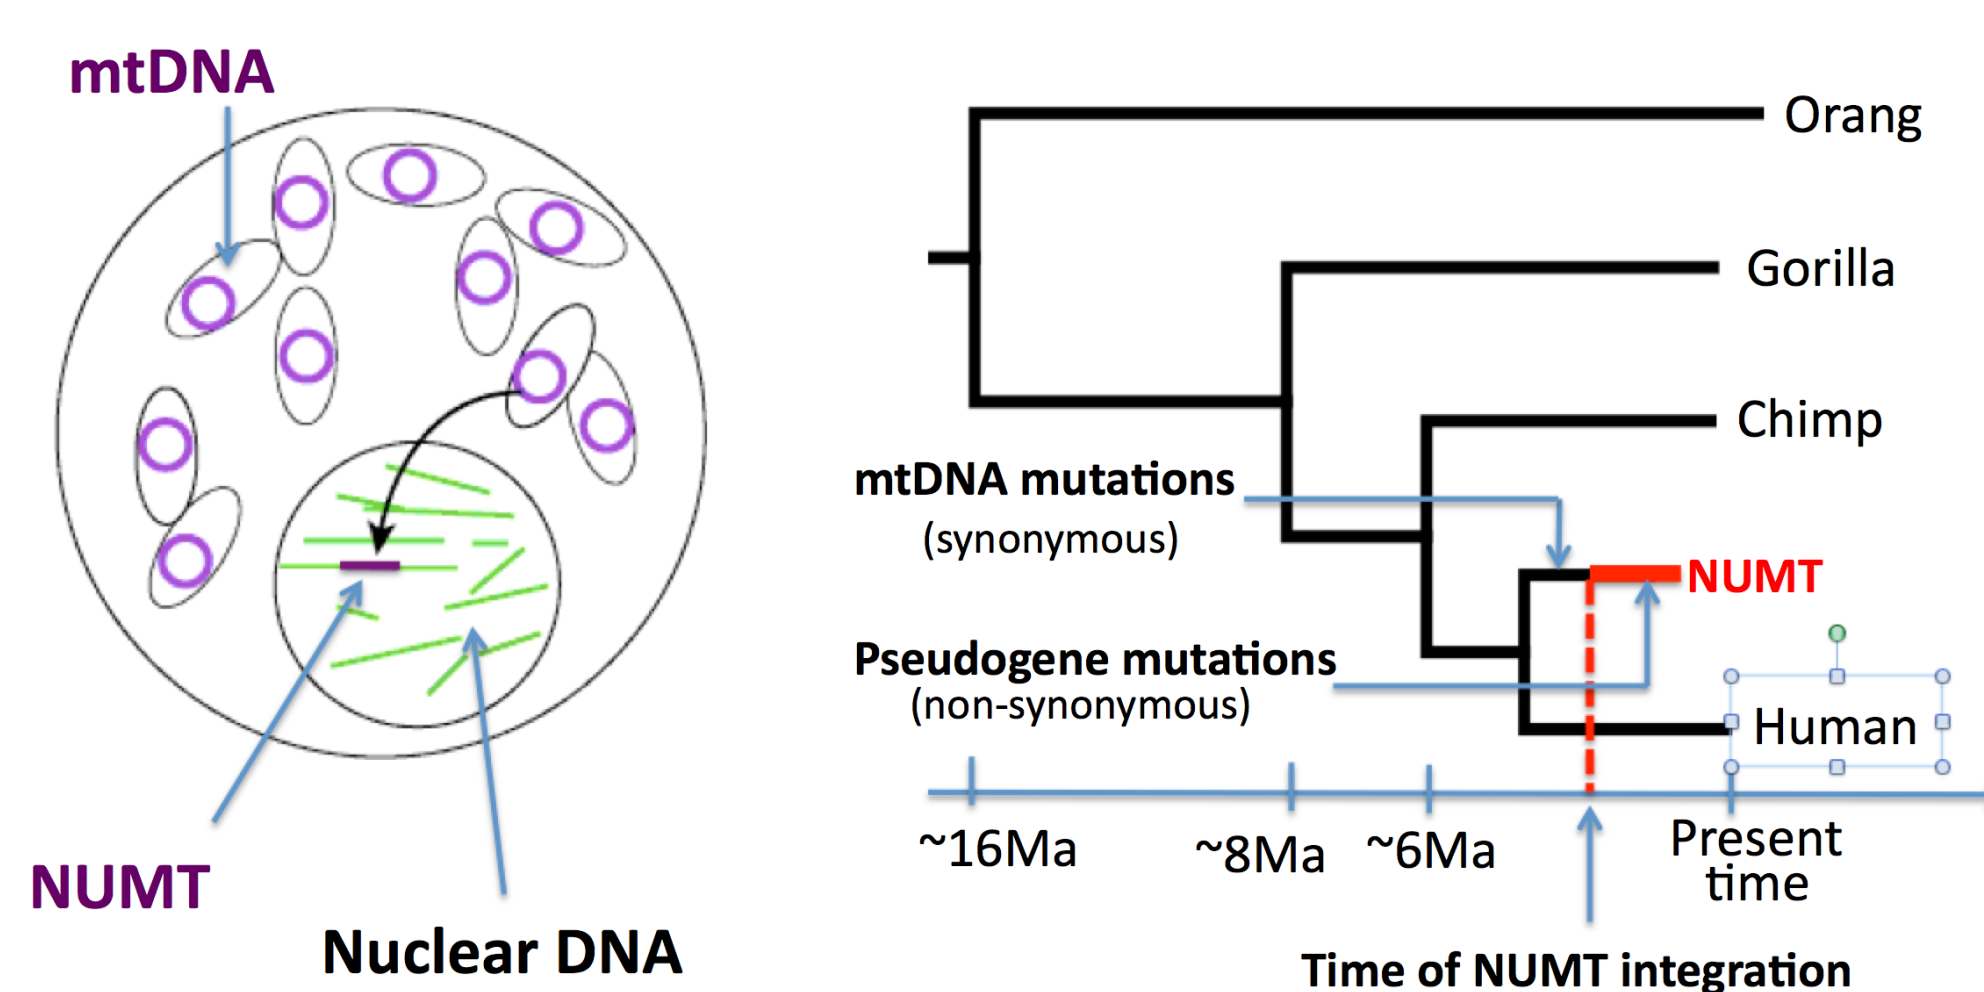 mtDNA
NUMT
Nuclear DNA
Orang
Gorilla
Chimp
mtDNA mutations
(synonymous)
NUMT
Pseudogene mutations
(non-synonymous)
Human
~16Ma
~8Ma
~6Ma
Present
time
Time of NUMT integration